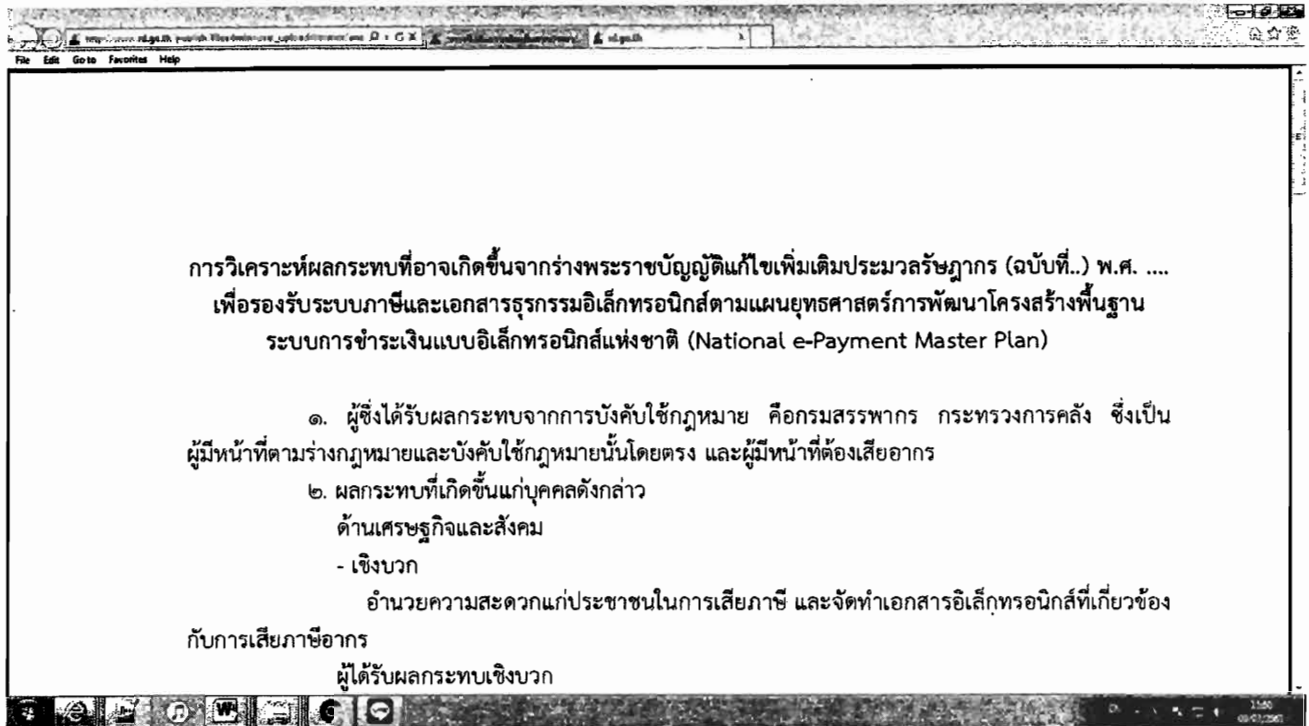 File Edit Go to Favorites Help
การวิเคราะห์ผลกระทบที่อาจเกิดขึ้นจากร่างพระราชบัญญัติแก้ไขเพิ่มเติมประมวลรัษฎากร (ฉบับที่..) พ.ศ. ....
เพื่อรองรับระบบภาษีและเอกสารธุรกรรมอิเล็กทรอนิกส์ตามแผนยุทธศาสตร์การพัฒนาโครงสร้างพื้นฐาน
ระบบการชำระเงินแบบอิเล็กทรอนิกส์แห่งชาติ (National e-Payment Master Plan)
๑. ผู้ซึ่งได้รับผลกระทบจากการบังคับใช้กฎหมาย คือกรมสรรพากร กระทรวงการคลัง ซึ่งเป็น
ผู้มีหน้าที่ตามร่างกฎหมายและบังคับใช้กฎหมายนั้นโดยตรง และผู้มีหน้าที่ต้องเสียอากร
๒. ผลกระทบที่เกิดขึ้นแก่บุคคลดังกล่าว
ด้านเศรษฐกิจและสังคม
- เชิงบวก
อำนวยความสะดวกแก่ประชาชนในการเสียภาษี และจัดทำเอกสารอิเล็กทรอนิกส์ที่เกี่ยวข้อง
กับการเสียภาษีอากร
ผู้ได้รับผลกระทบเชิงบวก